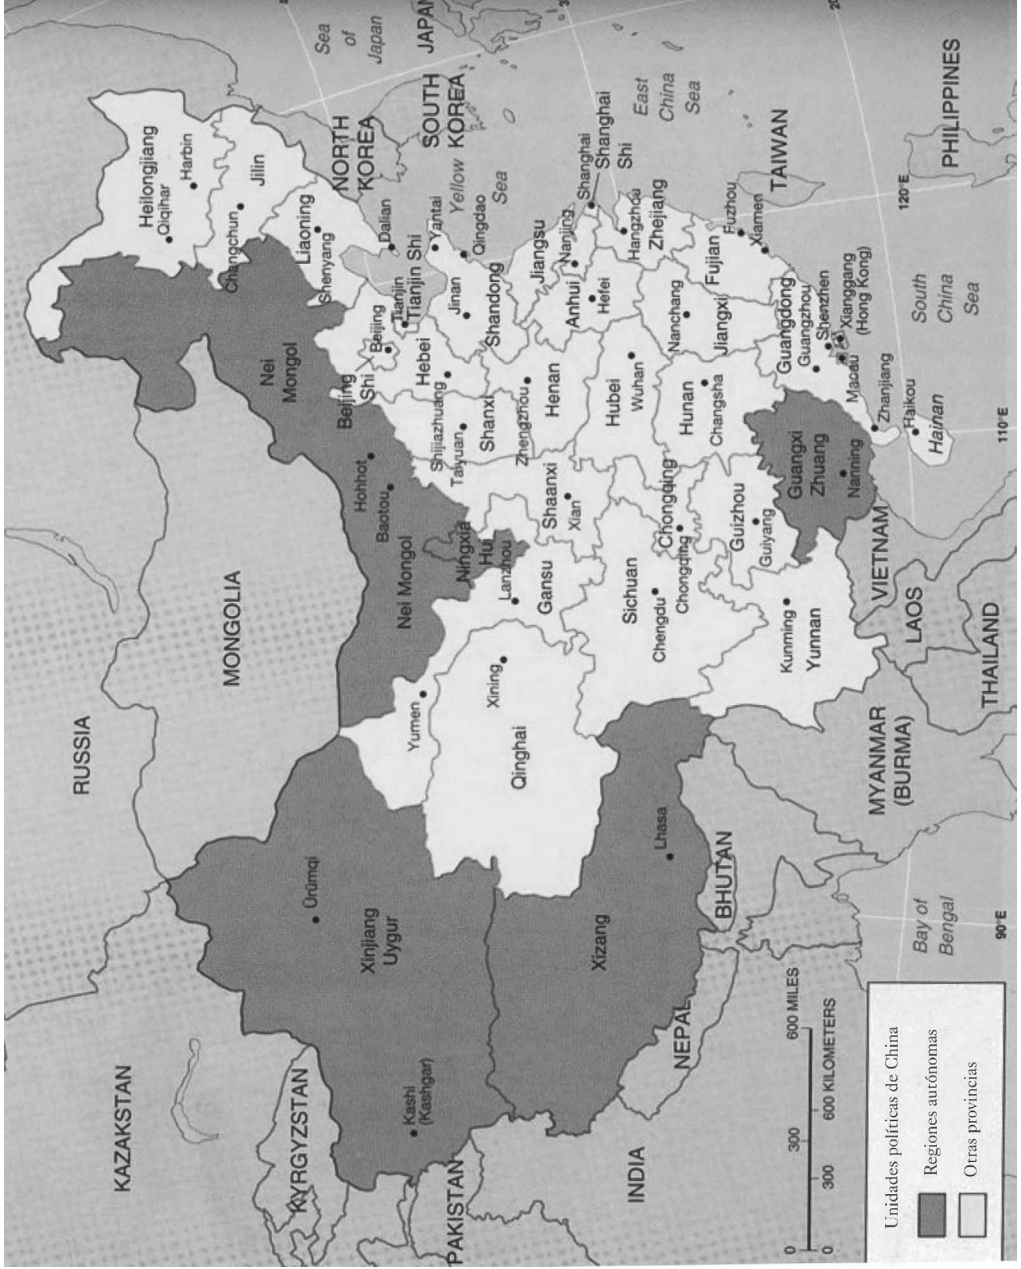 RUSSIA
KAZAKSTAN
MONGOLIA
KYRGYZSTAN
PAKISTAN
INDIA
NEPAL
BHUTAN
MYANMAR
(BURMA)
THAILAND
LAOS
VIETNAM
PHILIPPINES
TAIWAN
NORTH
KOREA
SOUTH
KOREA
JAPAN
Sea
of
Japan
Yellow
Sea
East
China
Sea
South
China
Sea
Bay of
Bengal
Heilongjiang
Qiqihar
Harbin
Jilin
Changchun
Liaoning
Shenyang
Dalian
Nei
Mongol
Hohhot
Baotou
Nei Mongol
Beijing
Shi
Beijing
Tianjin
Tianjin Shi
Hebei
Shijiazhuang
Taiyuan
Shanxi
Yantai
Qingdao
Jinan
Shandong
Zhengzhou
Henan
Jiangsu
Nanjing
Shanghai
Shanghai
Shi
Anhui
Hefei
Hangzhou
Zhejiang
Hubei
Wuhan
Nanchang
Jiangxi
Fujian
Fuzhou
Xiamen
Hunan
Changsha
Guangdong
Guangzhou
Shenzhen
Xianggang
(Hong Kong)
Macau
Zhanjiang
Haikou
Hainan
Guangxi
Zhuang
Nanning
Guizhou
Guiyang
Chongqing
Chongqing
Sichuan
Chengdu
Kunming
Yunnan
Shaanxi
Xian
Ningxia
Hui
Lanzhou
Gansu
Yumen
Xining
Qinghai
Xinjiang
Uygur
Ürümqi
Kashi
(Kashgar)
Xizang
Lhasa
120°E
110°E
90°E
0 300 600 MILES
0 300 600 KILOMETERS
Unidades políticas de China
Regiones autónomas
Otras provincias